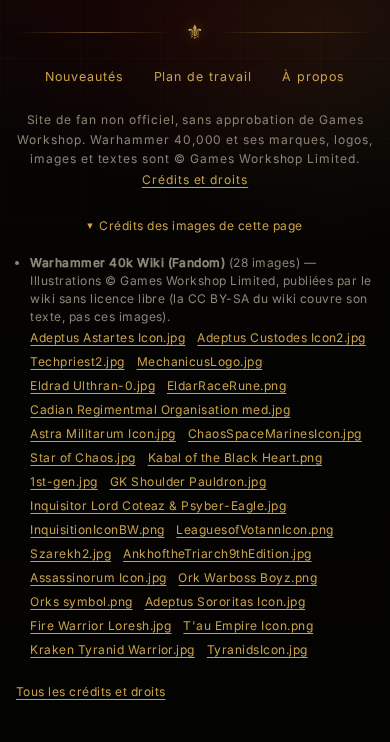 Nouveautés Plan de travail À propos
Site de fan non officiel, sans approbation de Games
Workshop. Warhammer 40,000 et ses marques, logos,
images et textes sont © Games Workshop Limited.
Crédits et droits
▼ Crédits des images de cette page
• Warhammer 40k Wiki (Fandom) (28 images) —
Illustrations © Games Workshop Limited, publiées par le
wiki sans licence libre (la CC BY-SA du wiki couvre son
texte, pas ces images).
Adeptus Astartes Icon.jpg Adeptus Custodes Icon2.jpg
Techpriest2.jpg MechanicusLogo.jpg
Eldrad Ulthran-0.jpg EldarRaceRune.png
Cadian Regimentmal Organisation med.jpg
Astra Militarum Icon.jpg ChaosSpaceMarinesIcon.jpg
Star of Chaos.jpg Kabal of the Black Heart.png
1st-gen.jpg GK Shoulder Pauldron.jpg
Inquisitor Lord Coteaz & Psyber-Eagle.jpg
InquisitionIconBW.png LeaguesofVotannIcon.png
Szarekh2.jpg AnkhoftheTriarch9thEdition.jpg
Assassinorum Icon.jpg Ork Warboss Boyz.png
Orks symbol.png Adeptus Sororitas Icon.jpg
Fire Warrior Loresh.jpg T'au Empire Icon.png
Kraken Tyranid Warrior.jpg TyranidsIcon.jpg
Tous les crédits et droits